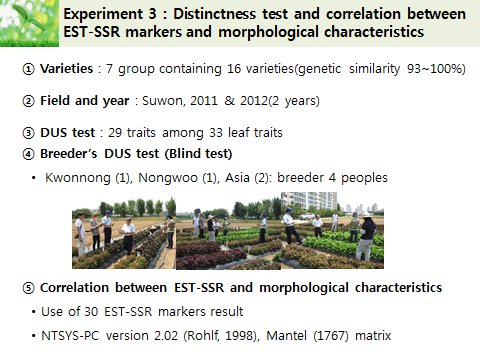 Experiment 3 : Distinctness test and correlation between
EST-SSR markers and morphological characteristics
① Varieties : 7 group containing 16 varieties(genetic similarity 93~100%)
② Field and year : Suwon, 2011 & 2012(2 years)
③ DUS test : 29 traits among 33 leaf traits
④ Breeder's DUS test (Blind test)
• Kwonnong (1), Nongwoo (1), Asia (2): breeder 4 peoples
⑤ Correlation between EST-SSR and morphological characteristics
• Use of 30 EST-SSR markers result
• NTSYS-PC version 2.02 (Rohlf, 1998), Mantel (1767) matrix